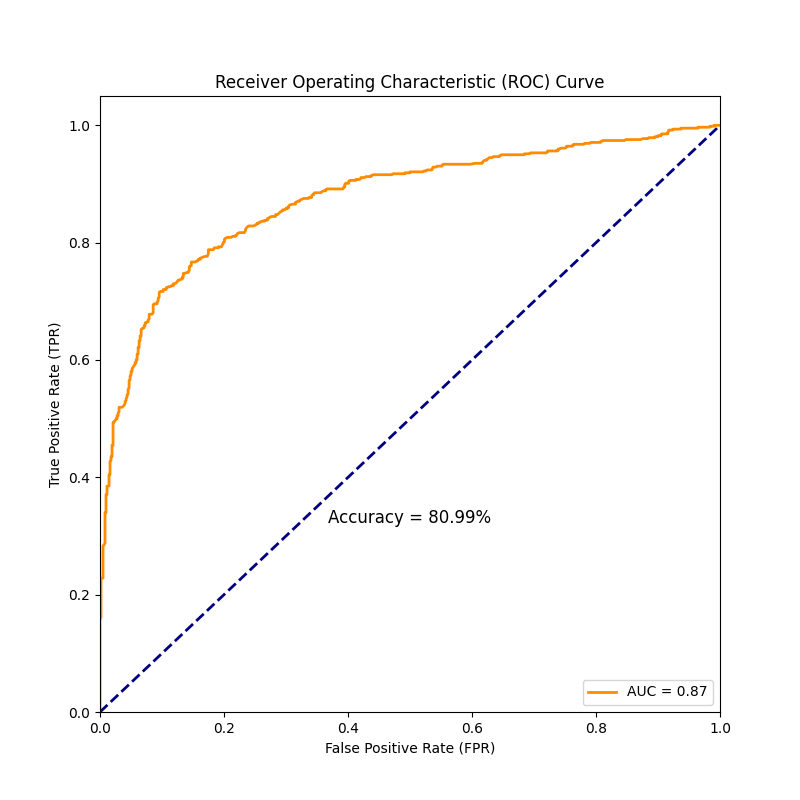 Receiver Operating Characteristic (ROC) Curve
True Positive Rate (TPR)
1.0
0.8
0.6
0.4
0.2
0.0
Accuracy = 80.99%
AUC = 0.87
0.0 0.2 0.4 0.6 0.8 1.0
False Positive Rate (FPR)